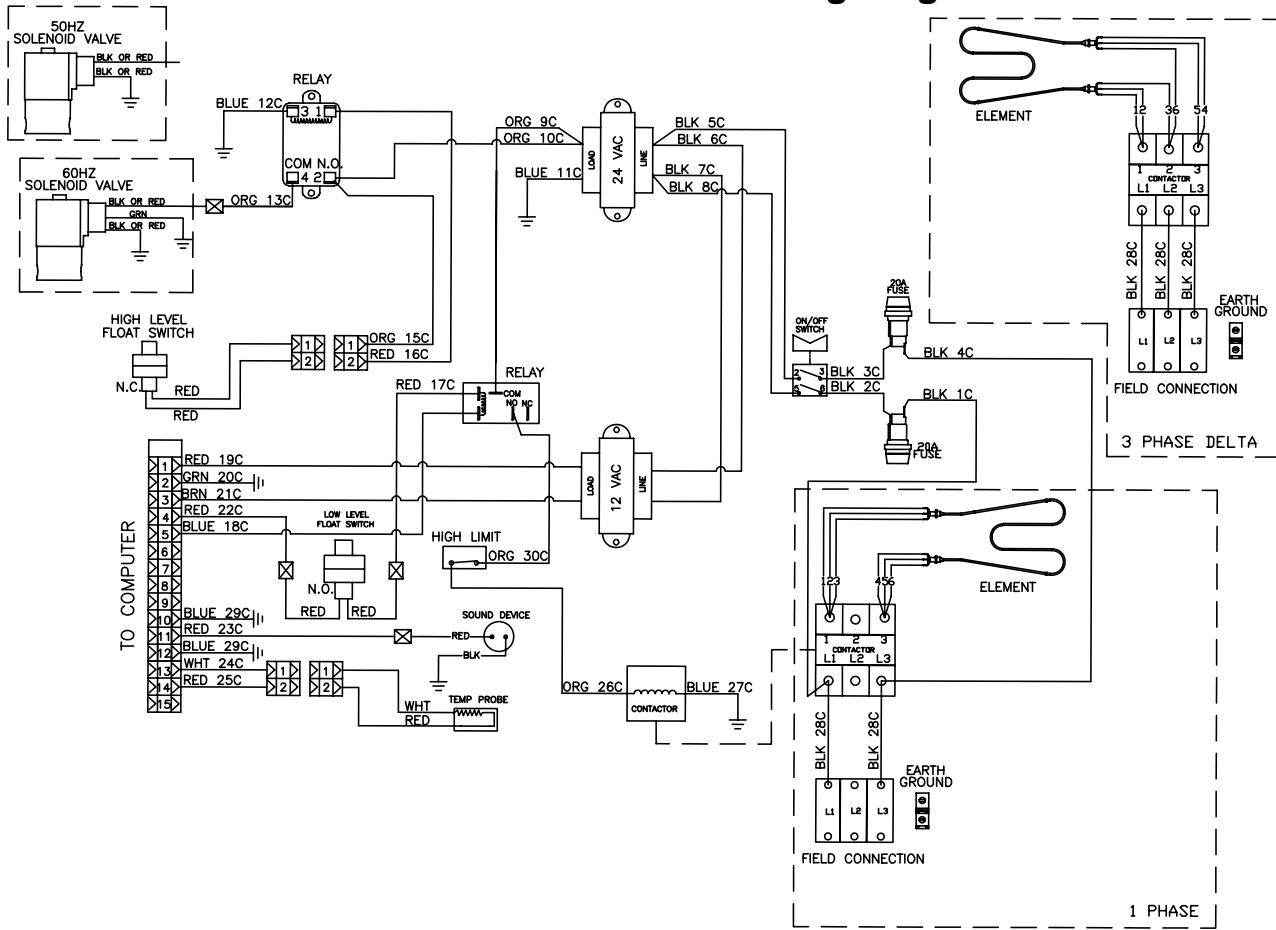 50HZ
SOLENOID VALVE
BLK OR RED
BLK OR RED
60HZ
SOLENOID VALVE
BLK OR RED
GRN
BLK OR RED
RELAY
BLUE 12C
3 1
COM N.O.
4 2
ORG 13C
ORG 9C
ORG 10C
BLUE 11C
LOAD
24 VAC
LINE
BLK 5C
BLK 6C
BLK 7C
BLK 8C
HIGH LEVEL
FLOAT SWITCH
N.C.
RED
RED
1
2
1
2
ORG 15C
RED 16C
RED 17C
RELAY
COM
NO NC
ON/OFF
SWITCH
2 3
5 6
BLK 3C
BLK 2C
20A
FUSE
BLK 4C
BLK 1C
20A
FUSE
ELEMENT
12 36 54
1 2 3
CONTACTOR
L1 L2 L3
BLK 28C
BLK 28C
BLK 28C
L1 L2 L3
EARTH
GROUND
FIELD CONNECTION
3 PHASE DELTA
TO COMPUTER
1 RED 19C
2 GRN 20C
3 BRN 21C
4 RED 22C
5 BLUE 18C
6
7
8
9
10 BLUE 29C
11 RED 23C
12 BLUE 29C
13 WHT 24C
14 RED 25C
15
LOAD
12 VAC
LINE
LOW LEVEL
FLOAT SWITCH
N.O.
RED
RED
HIGH LIMIT
ORG 30C
SOUND DEVICE
RED
BLK
1
2
1
2
WHT
RED
TEMP PROBE
ORG 26C
CONTACTOR
BLUE 27C
123 456
ELEMENT
1 2 3
CONTACTOR
L1 L2 L3
BLK 28C
BLK 28C
L1 L2 L3
EARTH
GROUND
FIELD CONNECTION
1 PHASE